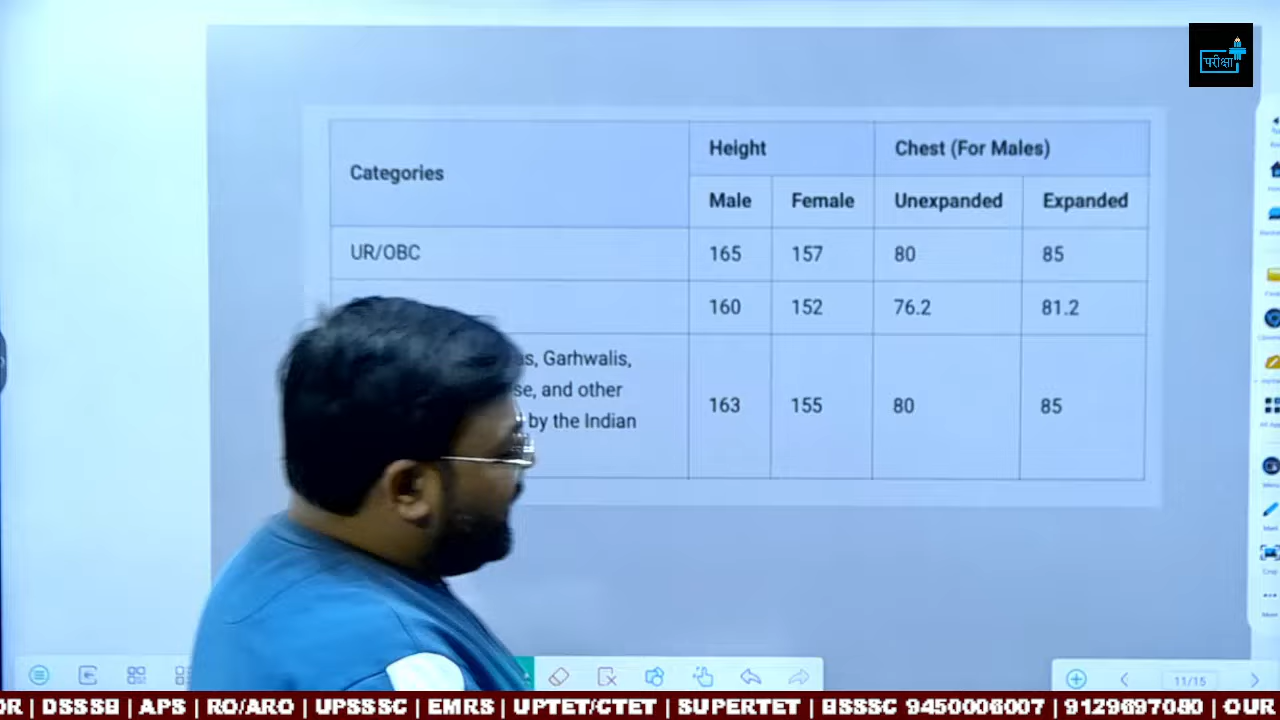 परीक्षा
Categories
Height
Chest (For Males)
Male
Female
Unexpanded
Expanded
UR/OBC
165
157
80
85
160
152
76.2
81.2
as, Garhwalis,
se, and other
by the Indian
163
155
80
85
11/15
OR | DSSSB | APS | RO/ARO | UPSSSC | EMRS | UPTET/CTET | SUPERTET | BSSSC 9450006007 | 9129697080 | OUR